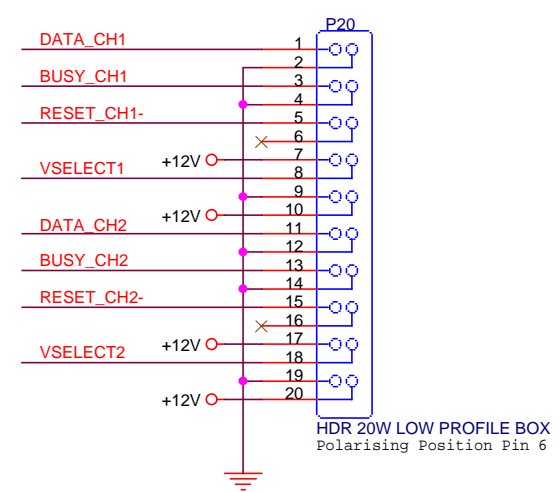 P20
DATA_CH1 1
2
BUSY_CH1 3
4
RESET_CH1- 5
6
+12V 7
VSELECT1 8
9
+12V 10
DATA_CH2 11
12
BUSY_CH2 13
14
RESET_CH2- 15
16
+12V 17
VSELECT2 18
19
+12V 20
HDR 20W LOW PROFILE BOX
Polarising Position Pin 6